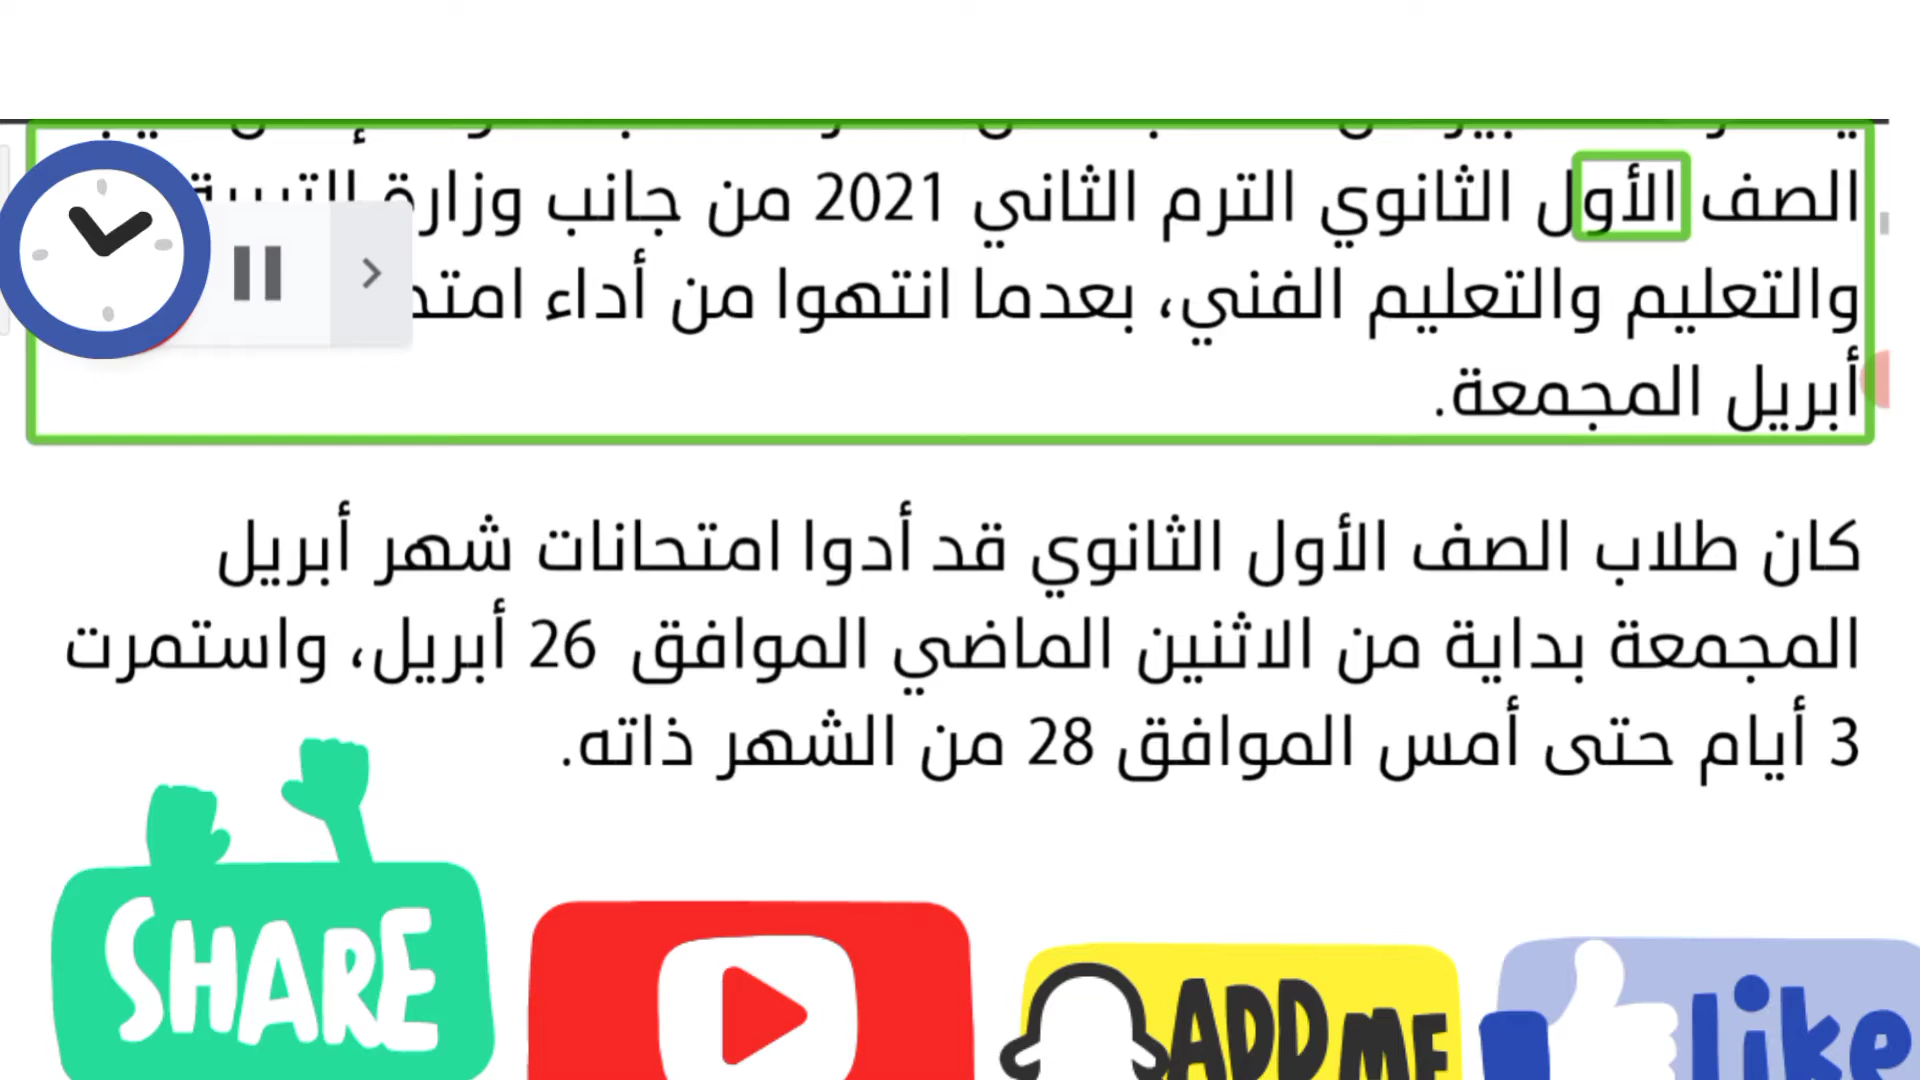 الصف الأول الثانوي الترم الثاني 2021 من جانب وزارة التربية
والتعليم والتعليم الفني، بعدما انتهوا من أداء
أبريل المجمعة.
كان طلاب الصف الأول الثانوي قد أدوا امتحانات شهر أبريل
المجمعة بداية من الاثنين الماضي الموافق 26 أبريل، واستمرت
3 أيام حتى أمس الموافق 28 من الشهر ذاته.
SHARE
ADD ME
like